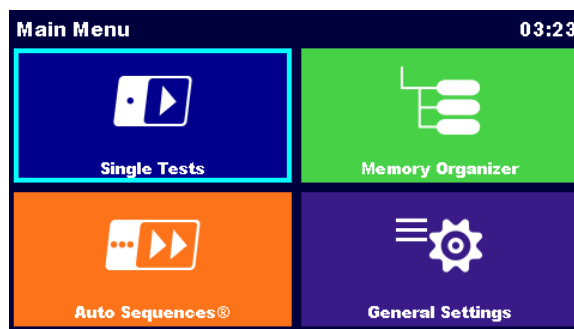 Main Menu 03:23
Single Tests
Memory Organizer
Auto Sequences®
General Settings